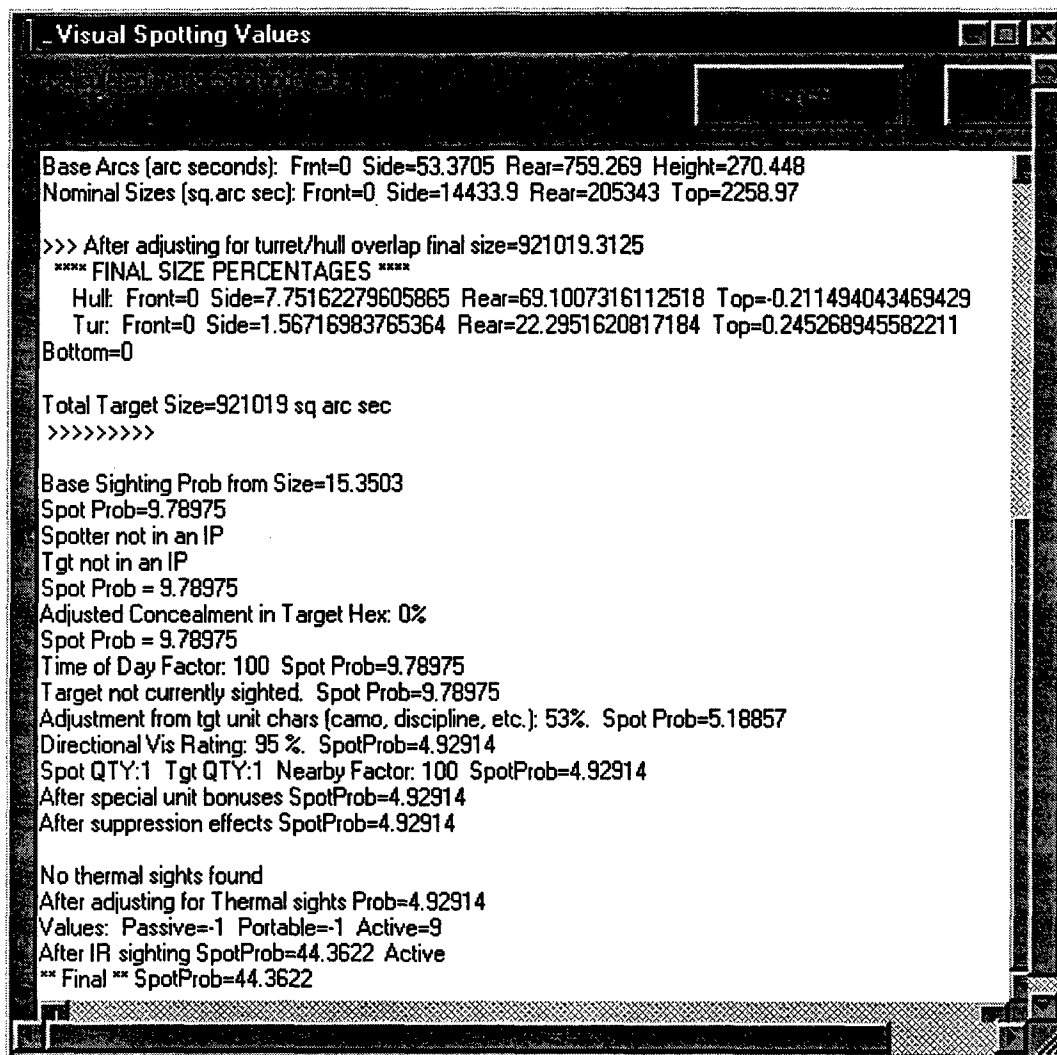 _ Visual Spotting Values
Base Arcs (arc seconds): Frnt=0 Side=53.3705 Rear=759.269 Height=270.448
Nominal Sizes (sq.arc sec): Front=0 Side=14433.9 Rear=205343 Top=2258.97
>>> After adjusting for turret/hull overlap final size=921019.3125
**** FINAL SIZE PERCENTAGES ****
Hull: Front=0 Side=7.75162279605865 Rear=69.1007316112518 Top=-0.211494043469429
Tur: Front=0 Side=1.56716983765364 Rear=22.2951620817184 Top=0.245268945582211
Bottom=0
Total Target Size=921019 sq arc sec
>>>>>>>>>
Base Sighting Prob from Size=15.3503
Spot Prob=9.78975
Spotter not in an IP
Tgt not in an IP
Spot Prob = 9.78975
Adjusted Concealment in Target Hex: 0%
Spot Prob = 9.78975
Time of Day Factor: 100 Spot Prob=9.78975
Target not currently sighted. Spot Prob=9.78975
Adjustment from tgt unit chars (camo, discipline, etc.): 53%. Spot Prob=5.18857
Directional Vis Rating: 95 %. SpotProb=4.92914
Spot QTY:1 Tgt QTY:1 Nearby Factor: 100 SpotProb=4.92914
After special unit bonuses SpotProb=4.92914
After suppression effects SpotProb=4.92914
No thermal sights found
After adjusting for Thermal sights Prob=4.92914
Values: Passive=-1 Portable=-1 Active=9
After IR sighting SpotProb=44.3622 Active
** Final ** SpotProb=44.3622